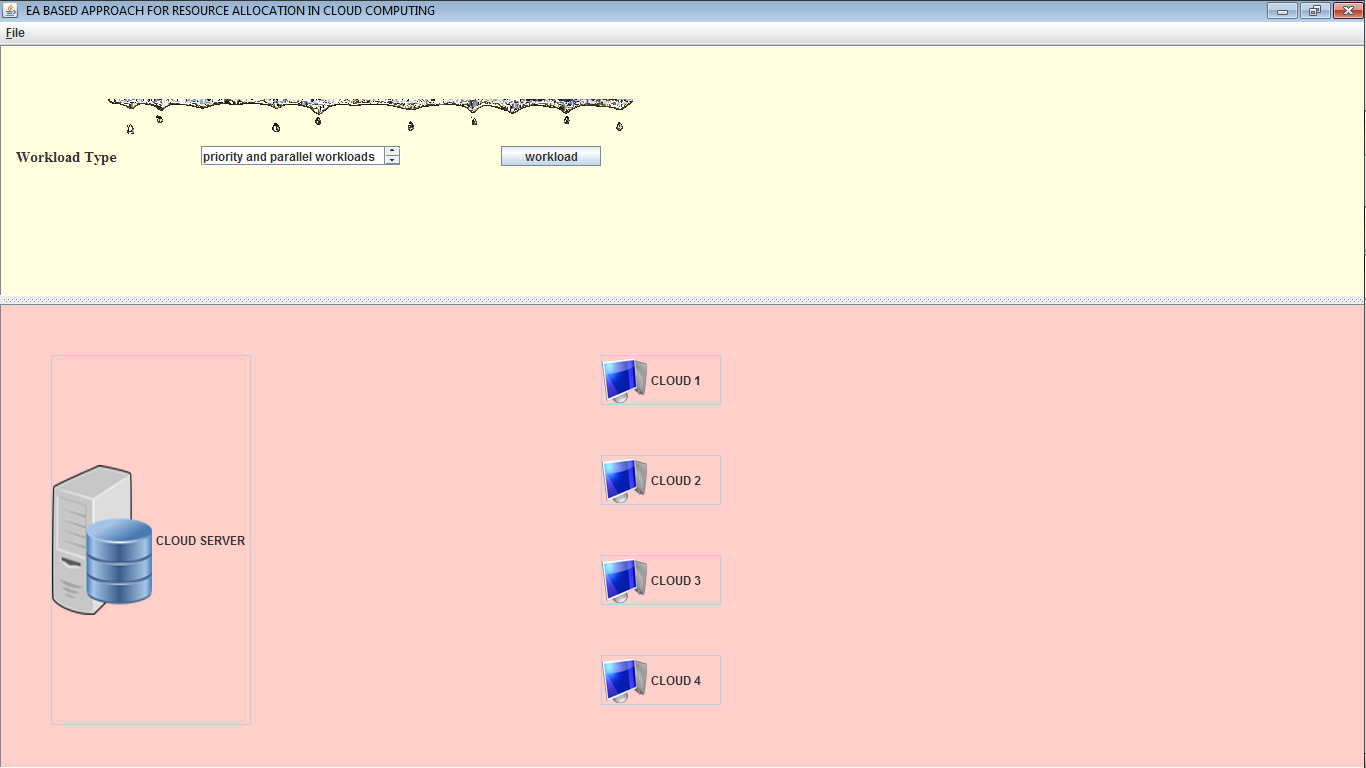 EA BASED APPROACH FOR RESOURCE ALLOCATION IN CLOUD COMPUTING
File
Workload Type
priority and parallel workloads
workload
CLOUD 1
CLOUD 2
CLOUD SERVER
CLOUD 3
CLOUD 4